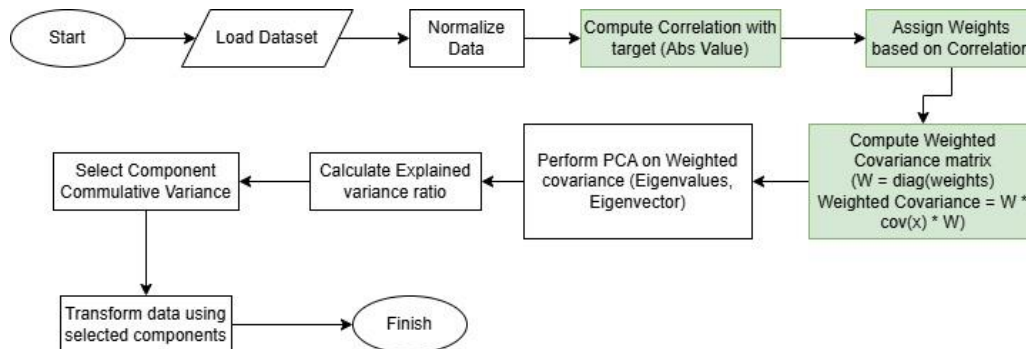 Start
Load Dataset
Normalize
Data
Compute Correlation with
target (Abs Value)
Assign Weights
based on Correlation
Compute Weighted
Covariance matrix
(W = diag(weights)
Weighted Covariance = W *
cov(x) * W)
Perform PCA on Weighted
covariance (Eigenvalues,
Eigenvector)
Calculate Explained
variance ratio
Select Component
Commulative Variance
Transform data using
selected components
Finish